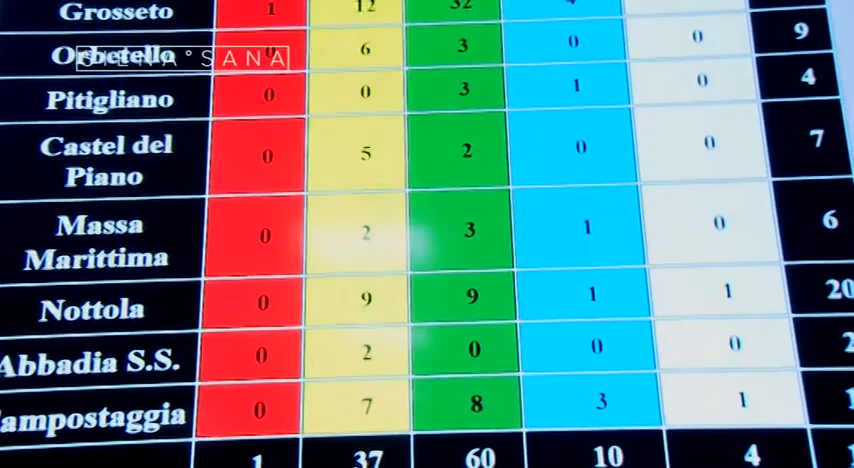 Grosseto 1 12 32
Orbetello 0 6 3 0 0 9
SIENA°SANA
Pitigliano 0 0 3 1 0 4
Castel del
Piano 0 5 2 0 0 7
Massa
Marittima 0 2 3 1 0 6
Nottola 0 9 9 1 1 20
Abbadia S.S. 0 2 0 0 0 2
ampostaggia 0 7 8 3 1
1 37 60 10 4